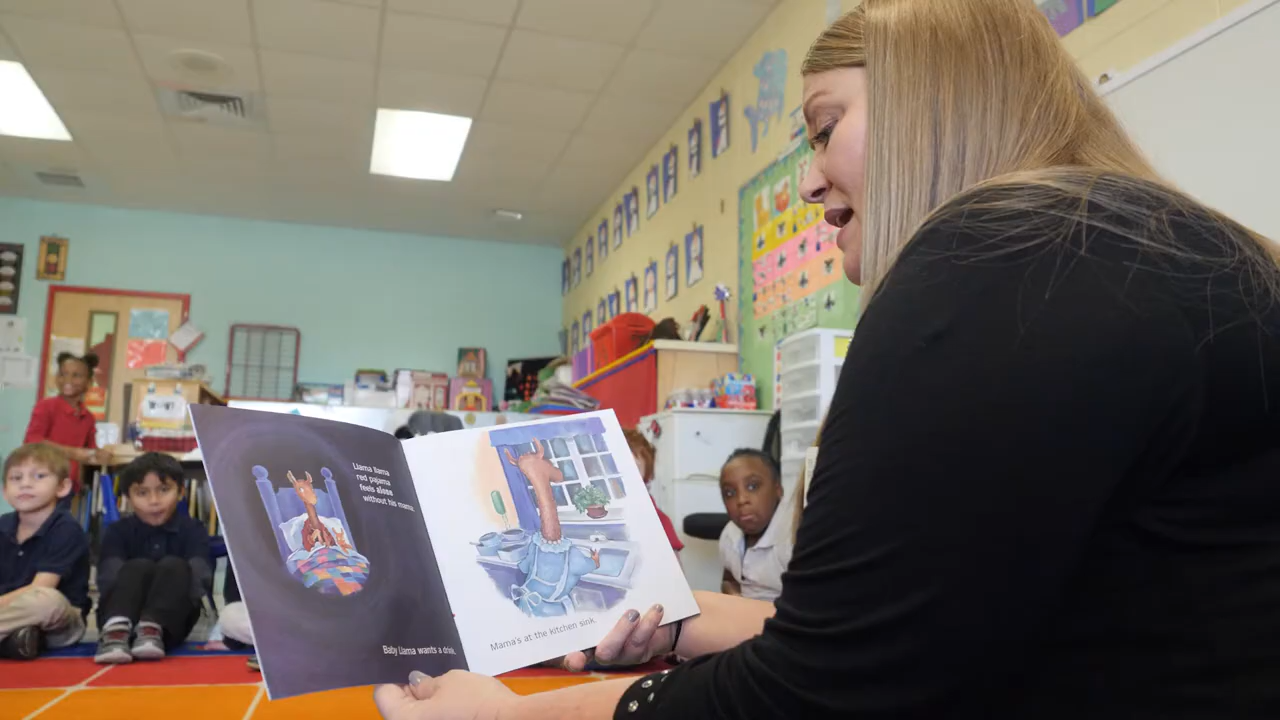 Llama llama
red pajama
feels alone
without his mama.
Baby Llama wants a drink.
Mama's at the kitchen sink.